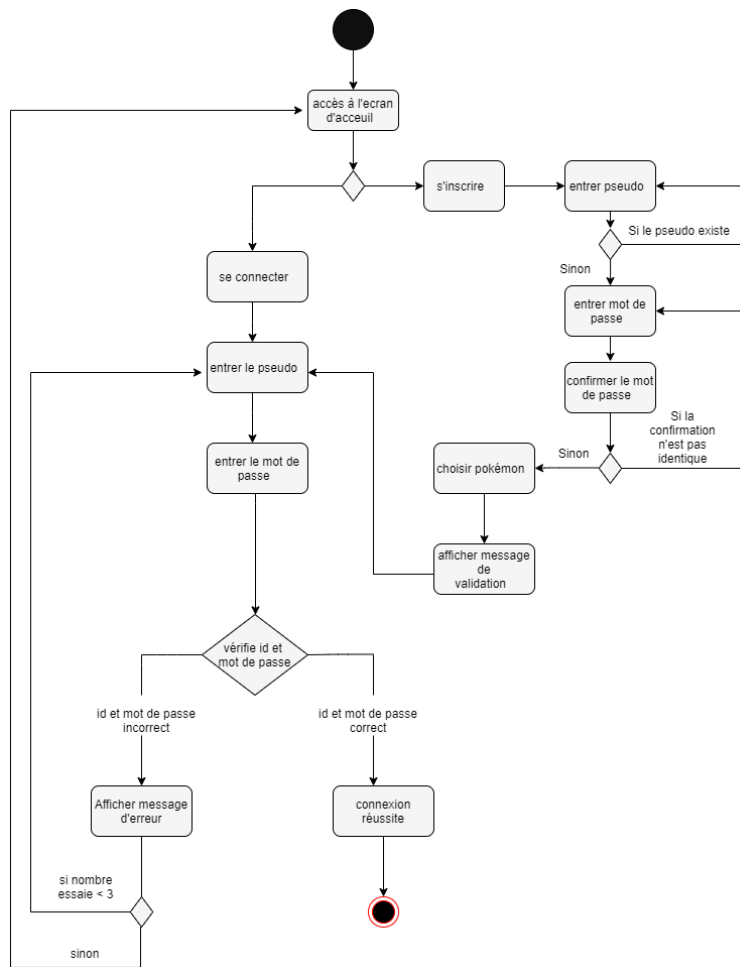 accès à l'ecran
d'acceuil
s'inscrire
entrer pseudo
Si le pseudo existe
Sinon
se connecter
entrer mot de
passe
entrer le pseudo
confirmer le mot
de passe
Si la
confirmation
n'est pas
identique
Sinon
choisir pokémon
entrer le mot de
passe
afficher message
de
validation
vérifie id et
mot de passe
id et mot de passe
incorrect
id et mot de passe
correct
Afficher message
d'erreur
connexion
réussite
si nombre
essaie < 3
sinon